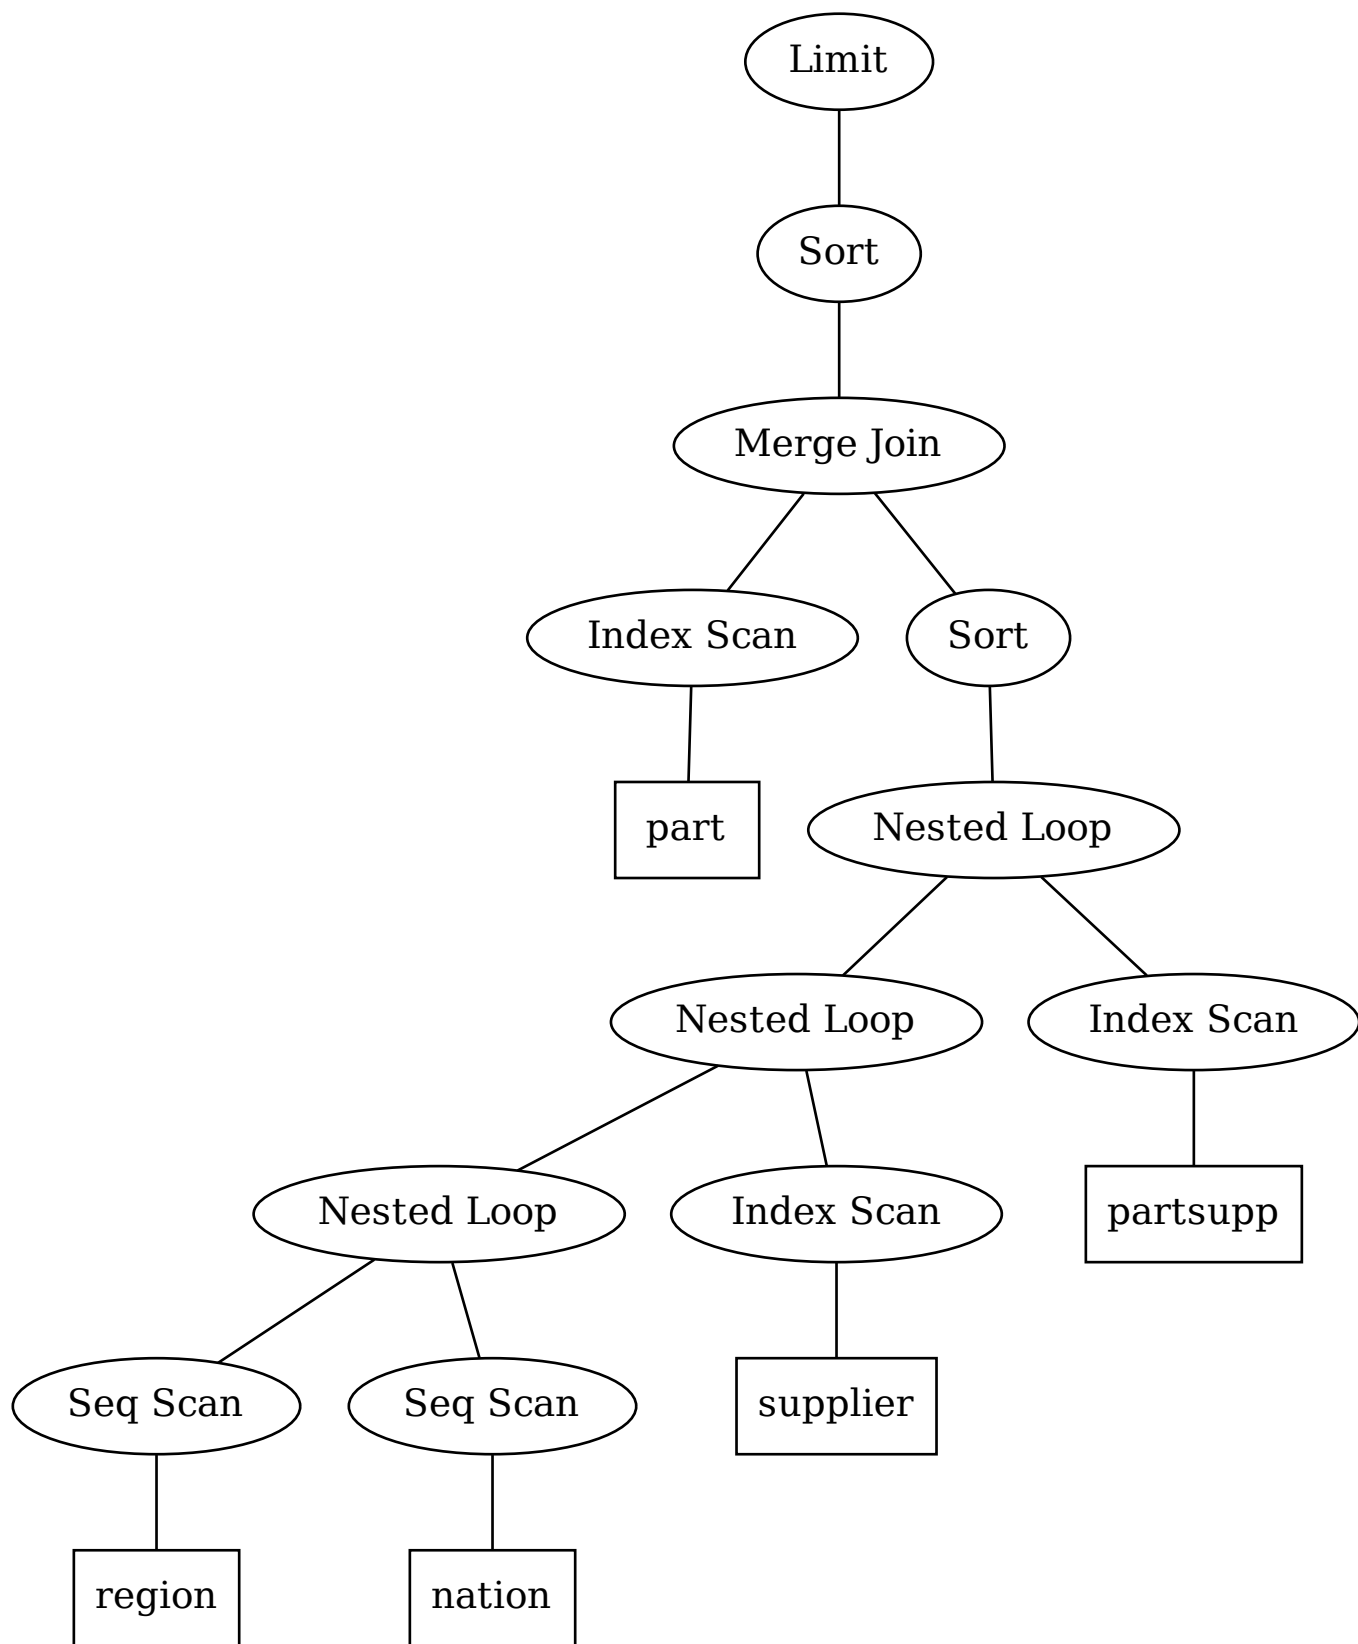 Limit
Sort
Merge Join
Index Scan
Sort
part
Nested Loop
Nested Loop
Index Scan
Nested Loop
Index Scan
partsupp
Seq Scan
Seq Scan
supplier
region
nation